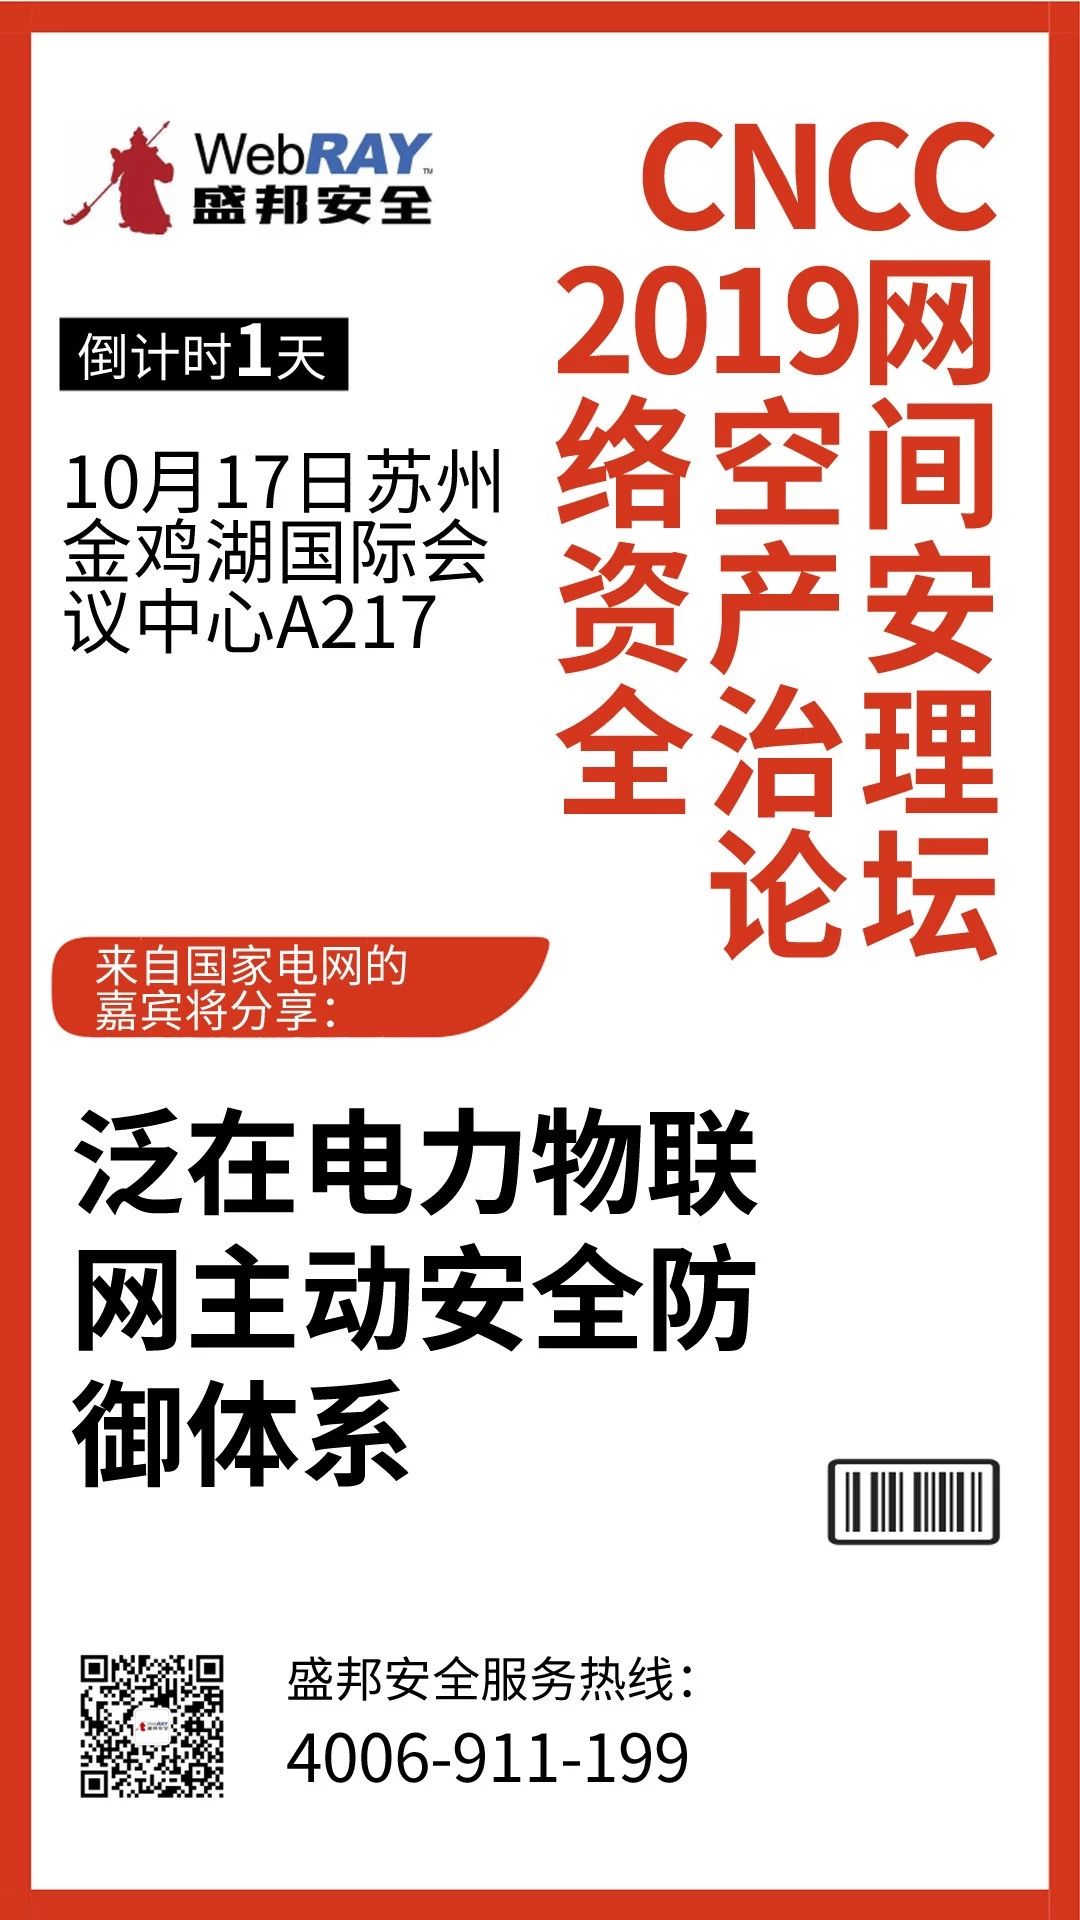 WebRAY™
盛邦安全
CNCC
2019网
络空间
资产安
全治理
论坛
倒计时1天
10月17日苏州
金鸡湖国际会
议中心A217
来自国家电网的
嘉宾将分享：
泛在电力物联
网主动安全防
御体系
盛邦安全服务热线：
4006-911-199